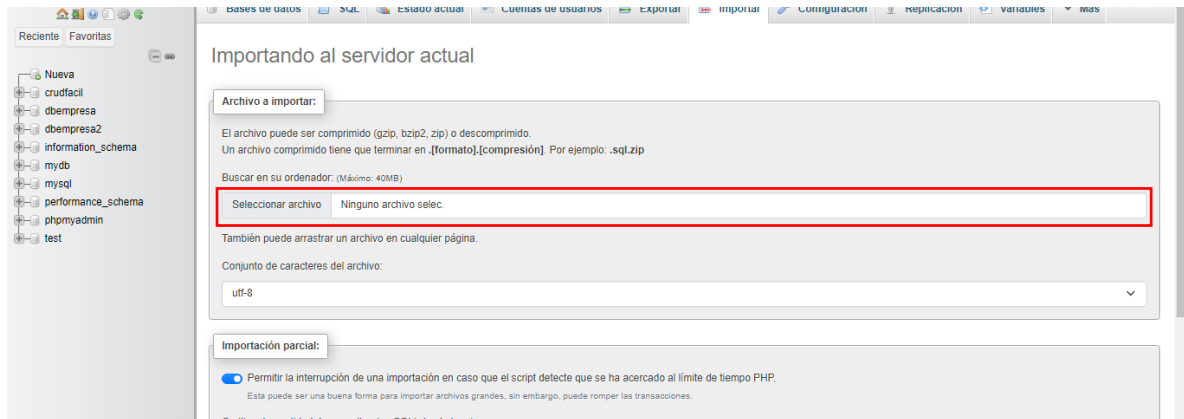 Bases de datos SQL Estado actual Cuentas de usuarios Exportar Importar Configuración Replicación Variables Más
Reciente Favoritas
Nueva
crudfacil
dbempresa
dbempresa2
information_schema
mydb
mysql
performance_schema
phpmyadmin
test
Importando al servidor actual
Archivo a importar:
El archivo puede ser comprimido (gzip, bzip2, zip) o descomprimido.
Un archivo comprimido tiene que terminar en .[formato].[compresión]. Por ejemplo: .sql.zip
Buscar en su ordenador: (Máximo: 40MB)
Seleccionar archivo Ninguno archivo selec.
También puede arrastrar un archivo en cualquier página.
Conjunto de caracteres del archivo:
utf-8
Importación parcial:
Permitir la interrupción de una importación en caso que el script detecte que se ha acercado al límite de tiempo PHP.
Esta puede ser una buena forma para importar archivos grandes, sin embargo, puede romper las transacciones.